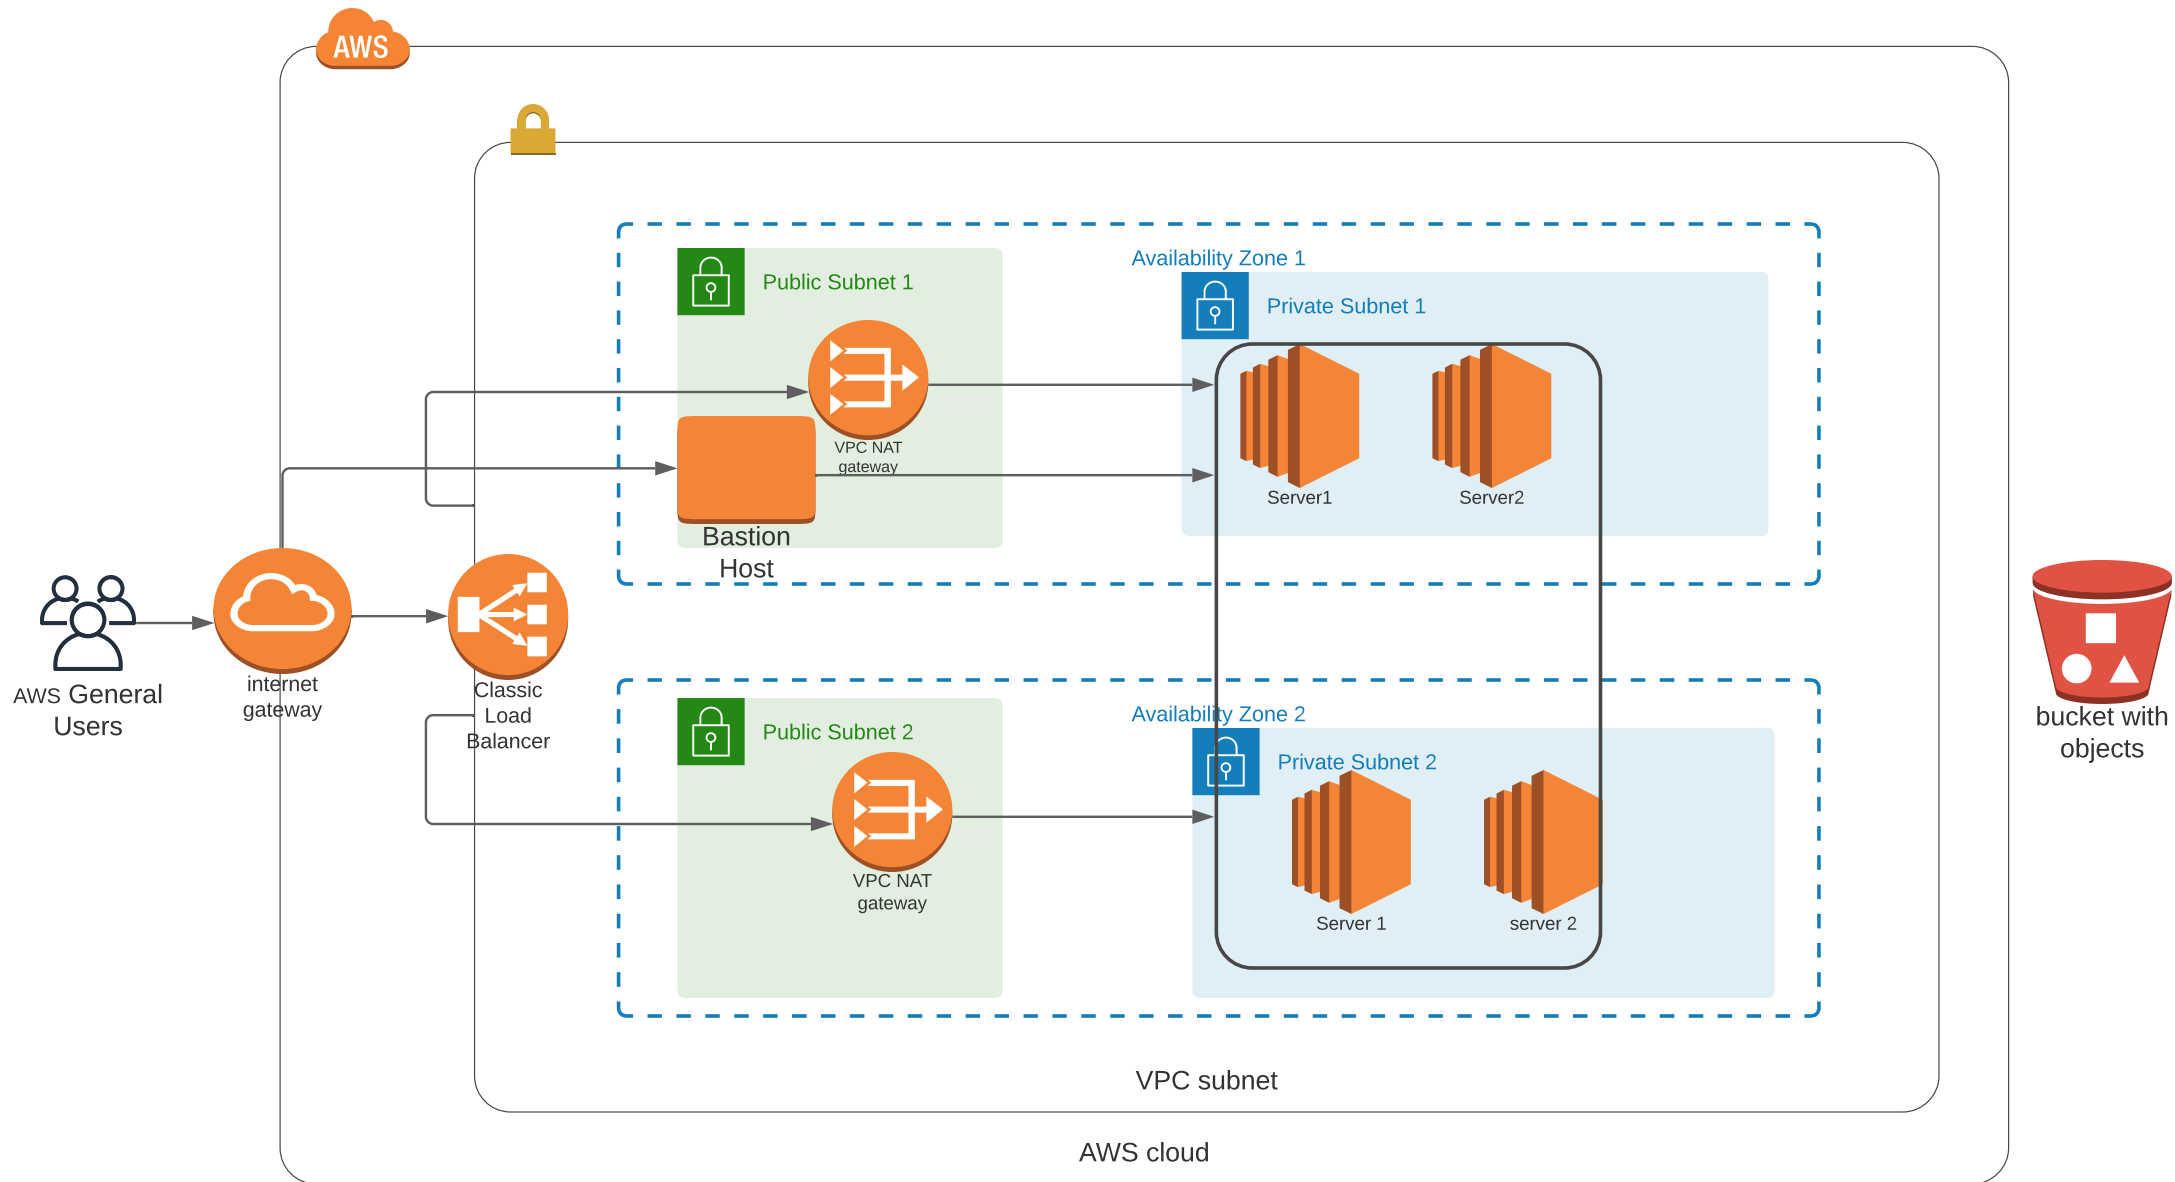 AWS
Availability Zone 1
Public Subnet 1
Private Subnet 1
VPC NAT
gateway
Server1
Server2
Bastion
Host
AWS General
Users
internet
gateway
Classic
Load
Balancer
bucket with
objects
Availability Zone 2
Public Subnet 2
Private Subnet 2
VPC NAT
gateway
Server 1
server 2
VPC subnet
AWS cloud